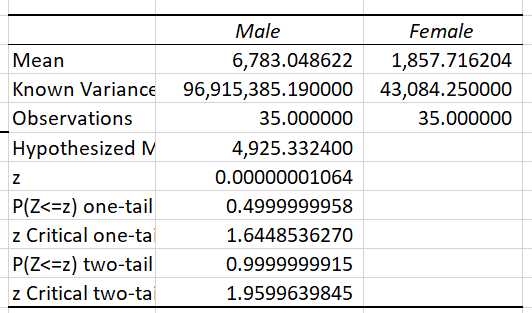 Male Female
Mean 6,783.048622 1,857.716204
Known Variance 96,915,385.190000 43,084.250000
Observations 35.000000 35.000000
Hypothesized M 4,925.332400
z 0.00000001064
P(Z<=z) one-tail 0.4999999958
z Critical one-tai 1.6448536270
P(Z<=z) two-tail 0.9999999915
z Critical two-tai 1.9599639845